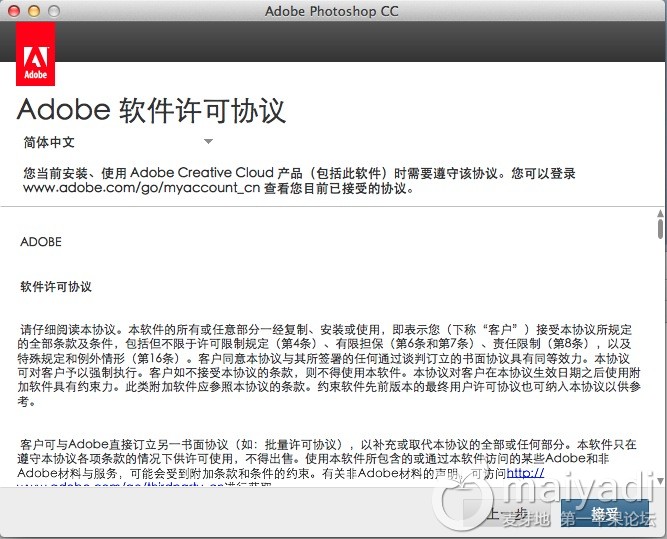 Adobe Photoshop CC
Adobe
Adobe 软件许可协议
简体中文
您当前安装、使用 Adobe Creative Cloud 产品（包括此软件）时需要遵守该协议。您可以登录
www.adobe.com/go/myaccount_cn 查看您目前已接受的协议。
ADOBE
软件许可协议
请仔细阅读本协议。本软件的所有或任意部分一经复制、安装或使用，即表示您（下称“客户”）接受本协议所规定
的全部条款及条件，包括但不限于许可限制规定（第4条）、有限担保（第6条和第7条）、责任限制（第8条），以及
特殊规定和例外情形（第16条）。客户同意本协议与其所签署的任何通过谈判订立的书面协议具有同等效力。本协议
可对客户予以强制执行。客户如不接受本协议的条款，则不得使用本软件。本协议对客户在本协议生效日期之后使用附
加软件具有约束力。此类附加软件应参照本协议的条款。约束软件先前版本的最终用户许可协议也可纳入本协议以供参
考。
客户可与Adobe直接订立另一书面协议（如：批量许可协议），以补充或取代本协议的全部或任何部分。本软件只在
遵守本协议各项条款的情况下供许可使用，不得出售。使用本软件所包含的或通过本软件访问的某些Adobe和非
Adobe材料与服务，可能会受到附加条款和条件的约束。有关非Adobe材料的声明，可访问http://
www.adobe.com/go/thirdparty_cn进行获取
maiyadi
麦芽地 第一苹果论坛
上一步
接受